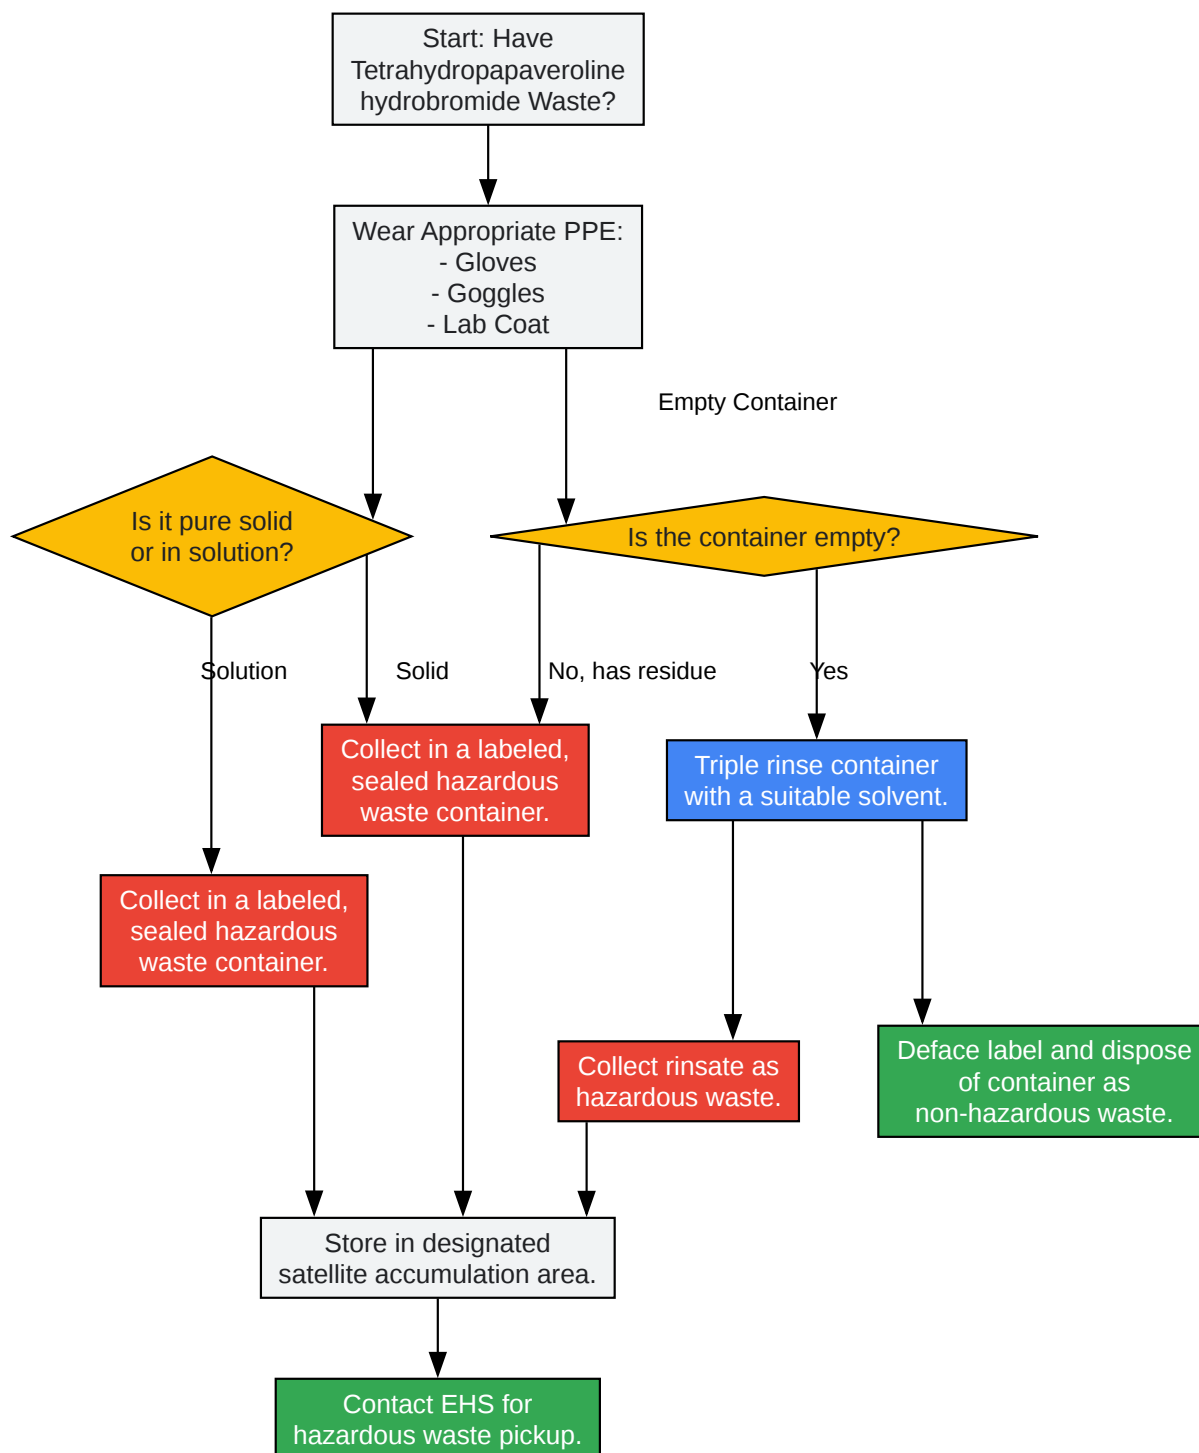 Start: Have
Tetrahydropapaveroline
hydrobromide Waste?
Wear Appropriate PPE:
- Gloves
- Goggles
- Lab Coat
Empty Container
Is it pure solid
or in solution?
Is the container empty?
Solution
Solid
No, has residue
Yes
Collect in a labeled,
sealed hazardous
waste container.
Triple rinse container
with a suitable solvent.
Collect in a labeled,
sealed hazardous
waste container.
Collect rinsate as
hazardous waste.
Deface label and dispose
of container as
non-hazardous waste.
Store in designated
satellite accumulation area.
Contact EHS for
hazardous waste pickup.